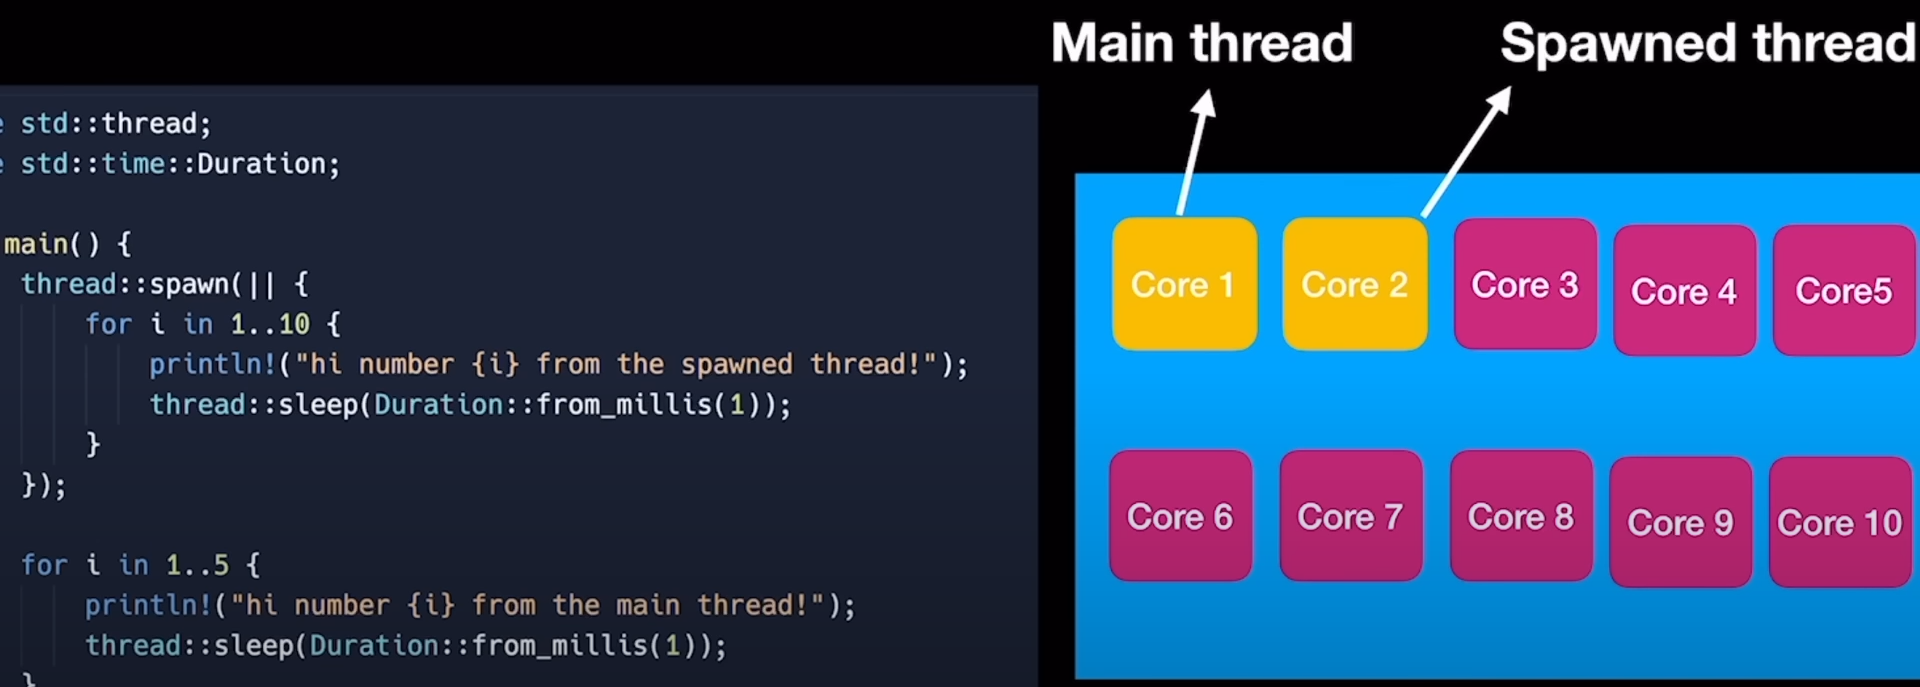 Main thread
Spawned thread
e std::thread;
e std::time::Duration;
main() {
thread::spawn(|| {
for i in 1..10 {
println!("hi number {i} from the spawned thread!");
thread::sleep(Duration::from_millis(1));
}
});
for i in 1..5 {
println!("hi number {i} from the main thread!");
thread::sleep(Duration::from_millis(1));
}
Core 1
Core 2
Core 3
Core 4
Core5
Core 6
Core 7
Core 8
Core 9
Core 10